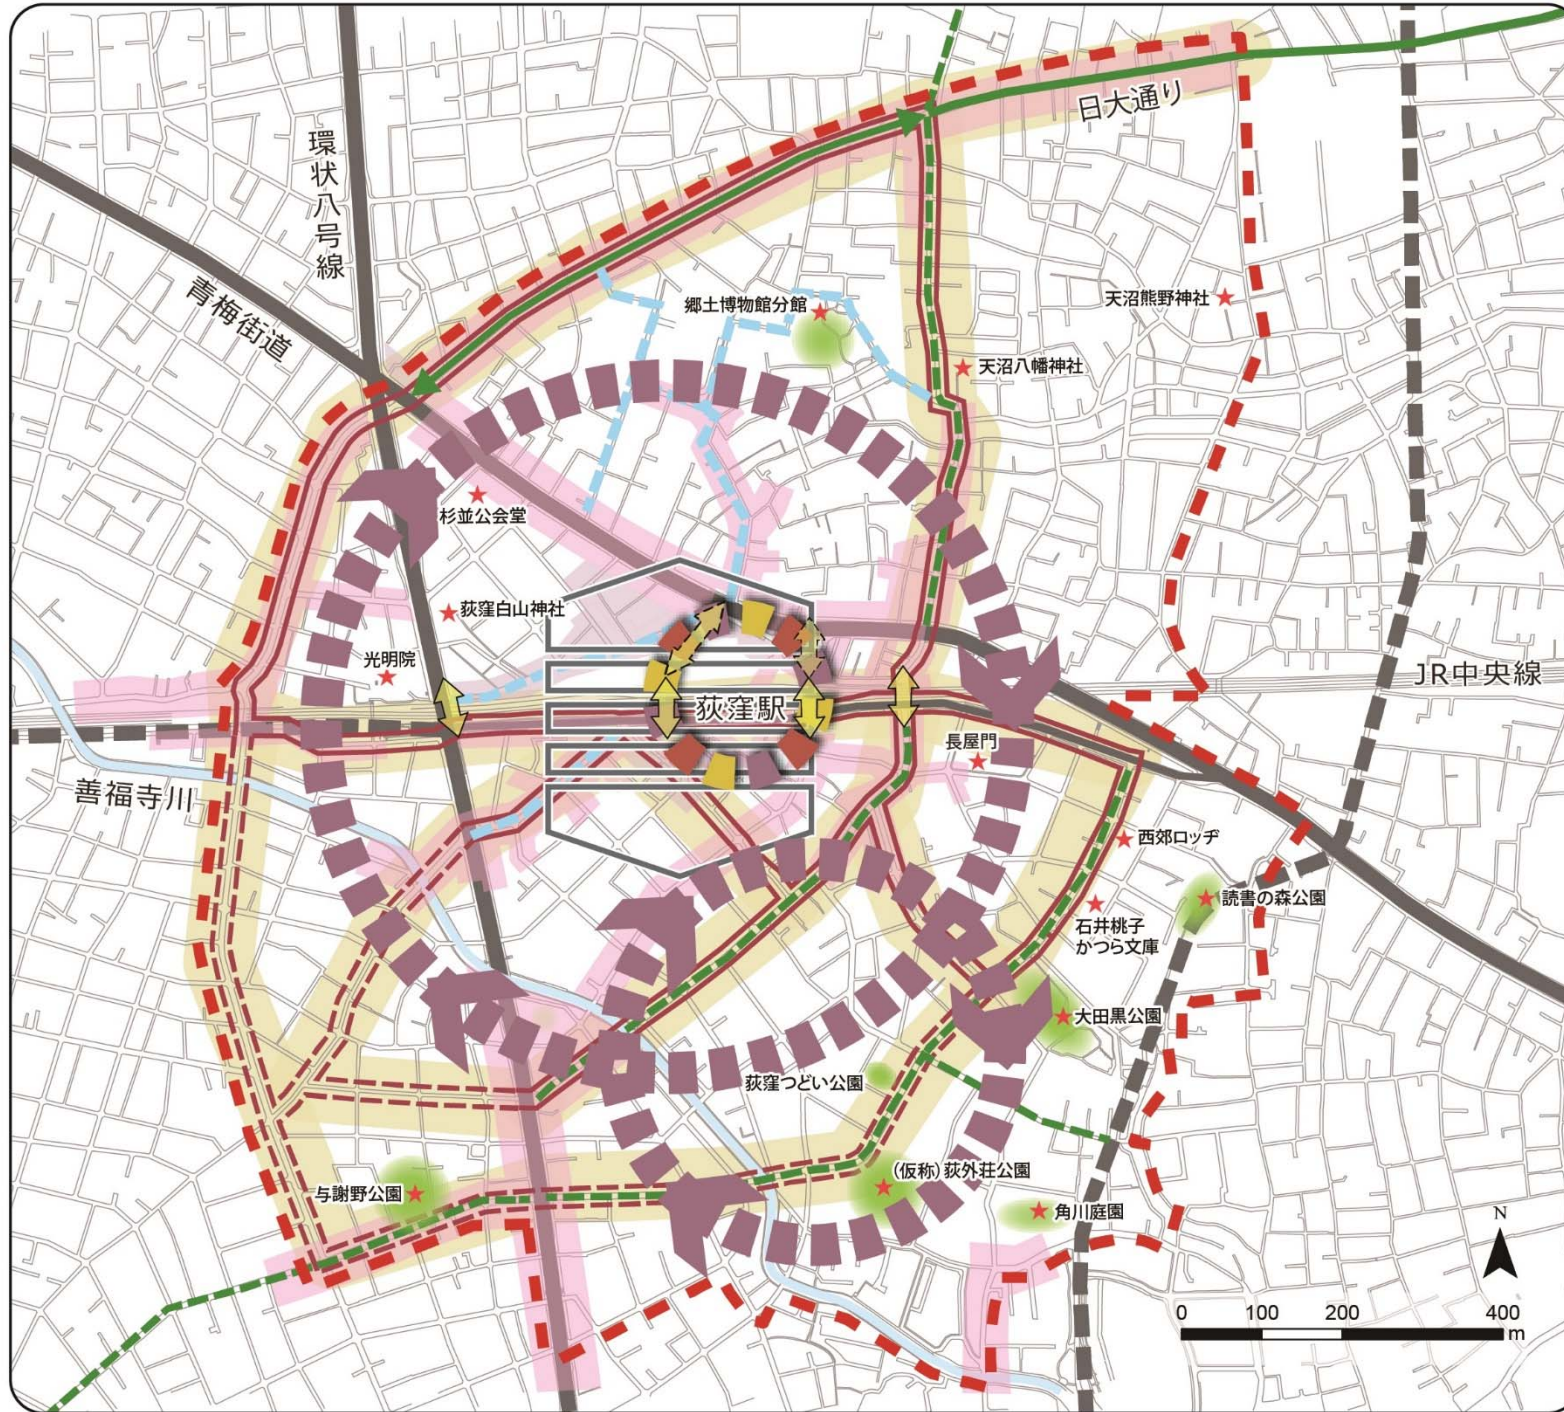 日大通り
環状八号線
青梅街道
郷土博物館分館
天沼熊野神社
天沼八幡神社
杉並公会堂
荻窪白山神社
光明院
JR中央線
荻窪駅
長屋門
善福寺川
西郊ロッヂ
読書の森公園
石井桃子
かつら文庫
大田黒公園
荻窪つどい公園
(仮称)荻外荘公園
与謝野公園
角川庭園
N
0 100 200 400
m